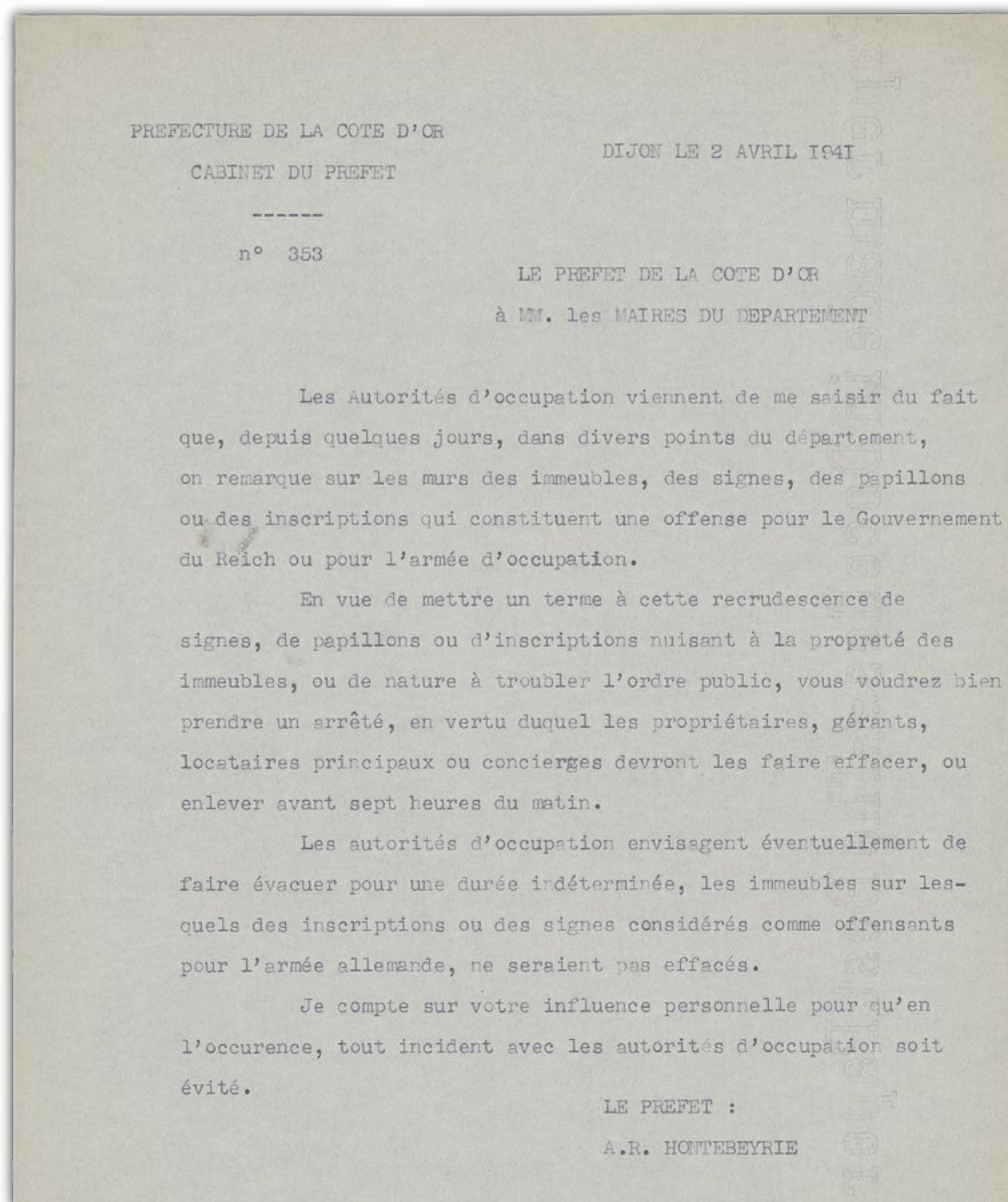 PREFECTURE DE LA COTE D'OR
CABINET DU PREFET
------
n° 353
DIJON LE 2 AVRIL I94I
LE PREFET DE LA COTE D'OR
à MM. les MAIRES DU DEPARTEMENT
Les Autorités d'occupation viennent de me saisir du fait
que, depuis quelques jours, dans divers points du département,
on remarque sur les murs des immeubles, des signes, des papillons
ou des inscriptions qui constituent une offense pour le Gouvernement
du Reich ou pour l'armée d'occupation.
En vue de mettre un terme à cette recrudescence de
signes, de papillons ou d'inscriptions nuisant à la propreté des
immeubles, ou de nature à troubler l'ordre public, vous voudrez bien
prendre un arrêté, en vertu duquel les propriétaires, gérants,
locataires principaux ou concierges devront les faire effacer, ou
enlever avant sept heures du matin.
Les autorités d'occupation envisagent éventuellement de
faire évacuer pour une durée indéterminée, les immeubles sur les-
quels des inscriptions ou des signes considérés comme offensants
pour l'armée allemande, ne seraient pas effacés.
Je compte sur votre influence personnelle pour qu'en
l'occurence, tout incident avec les autorités d'occupation soit
évité.
LE PREFET :
A.R. HONTEBEYRIE